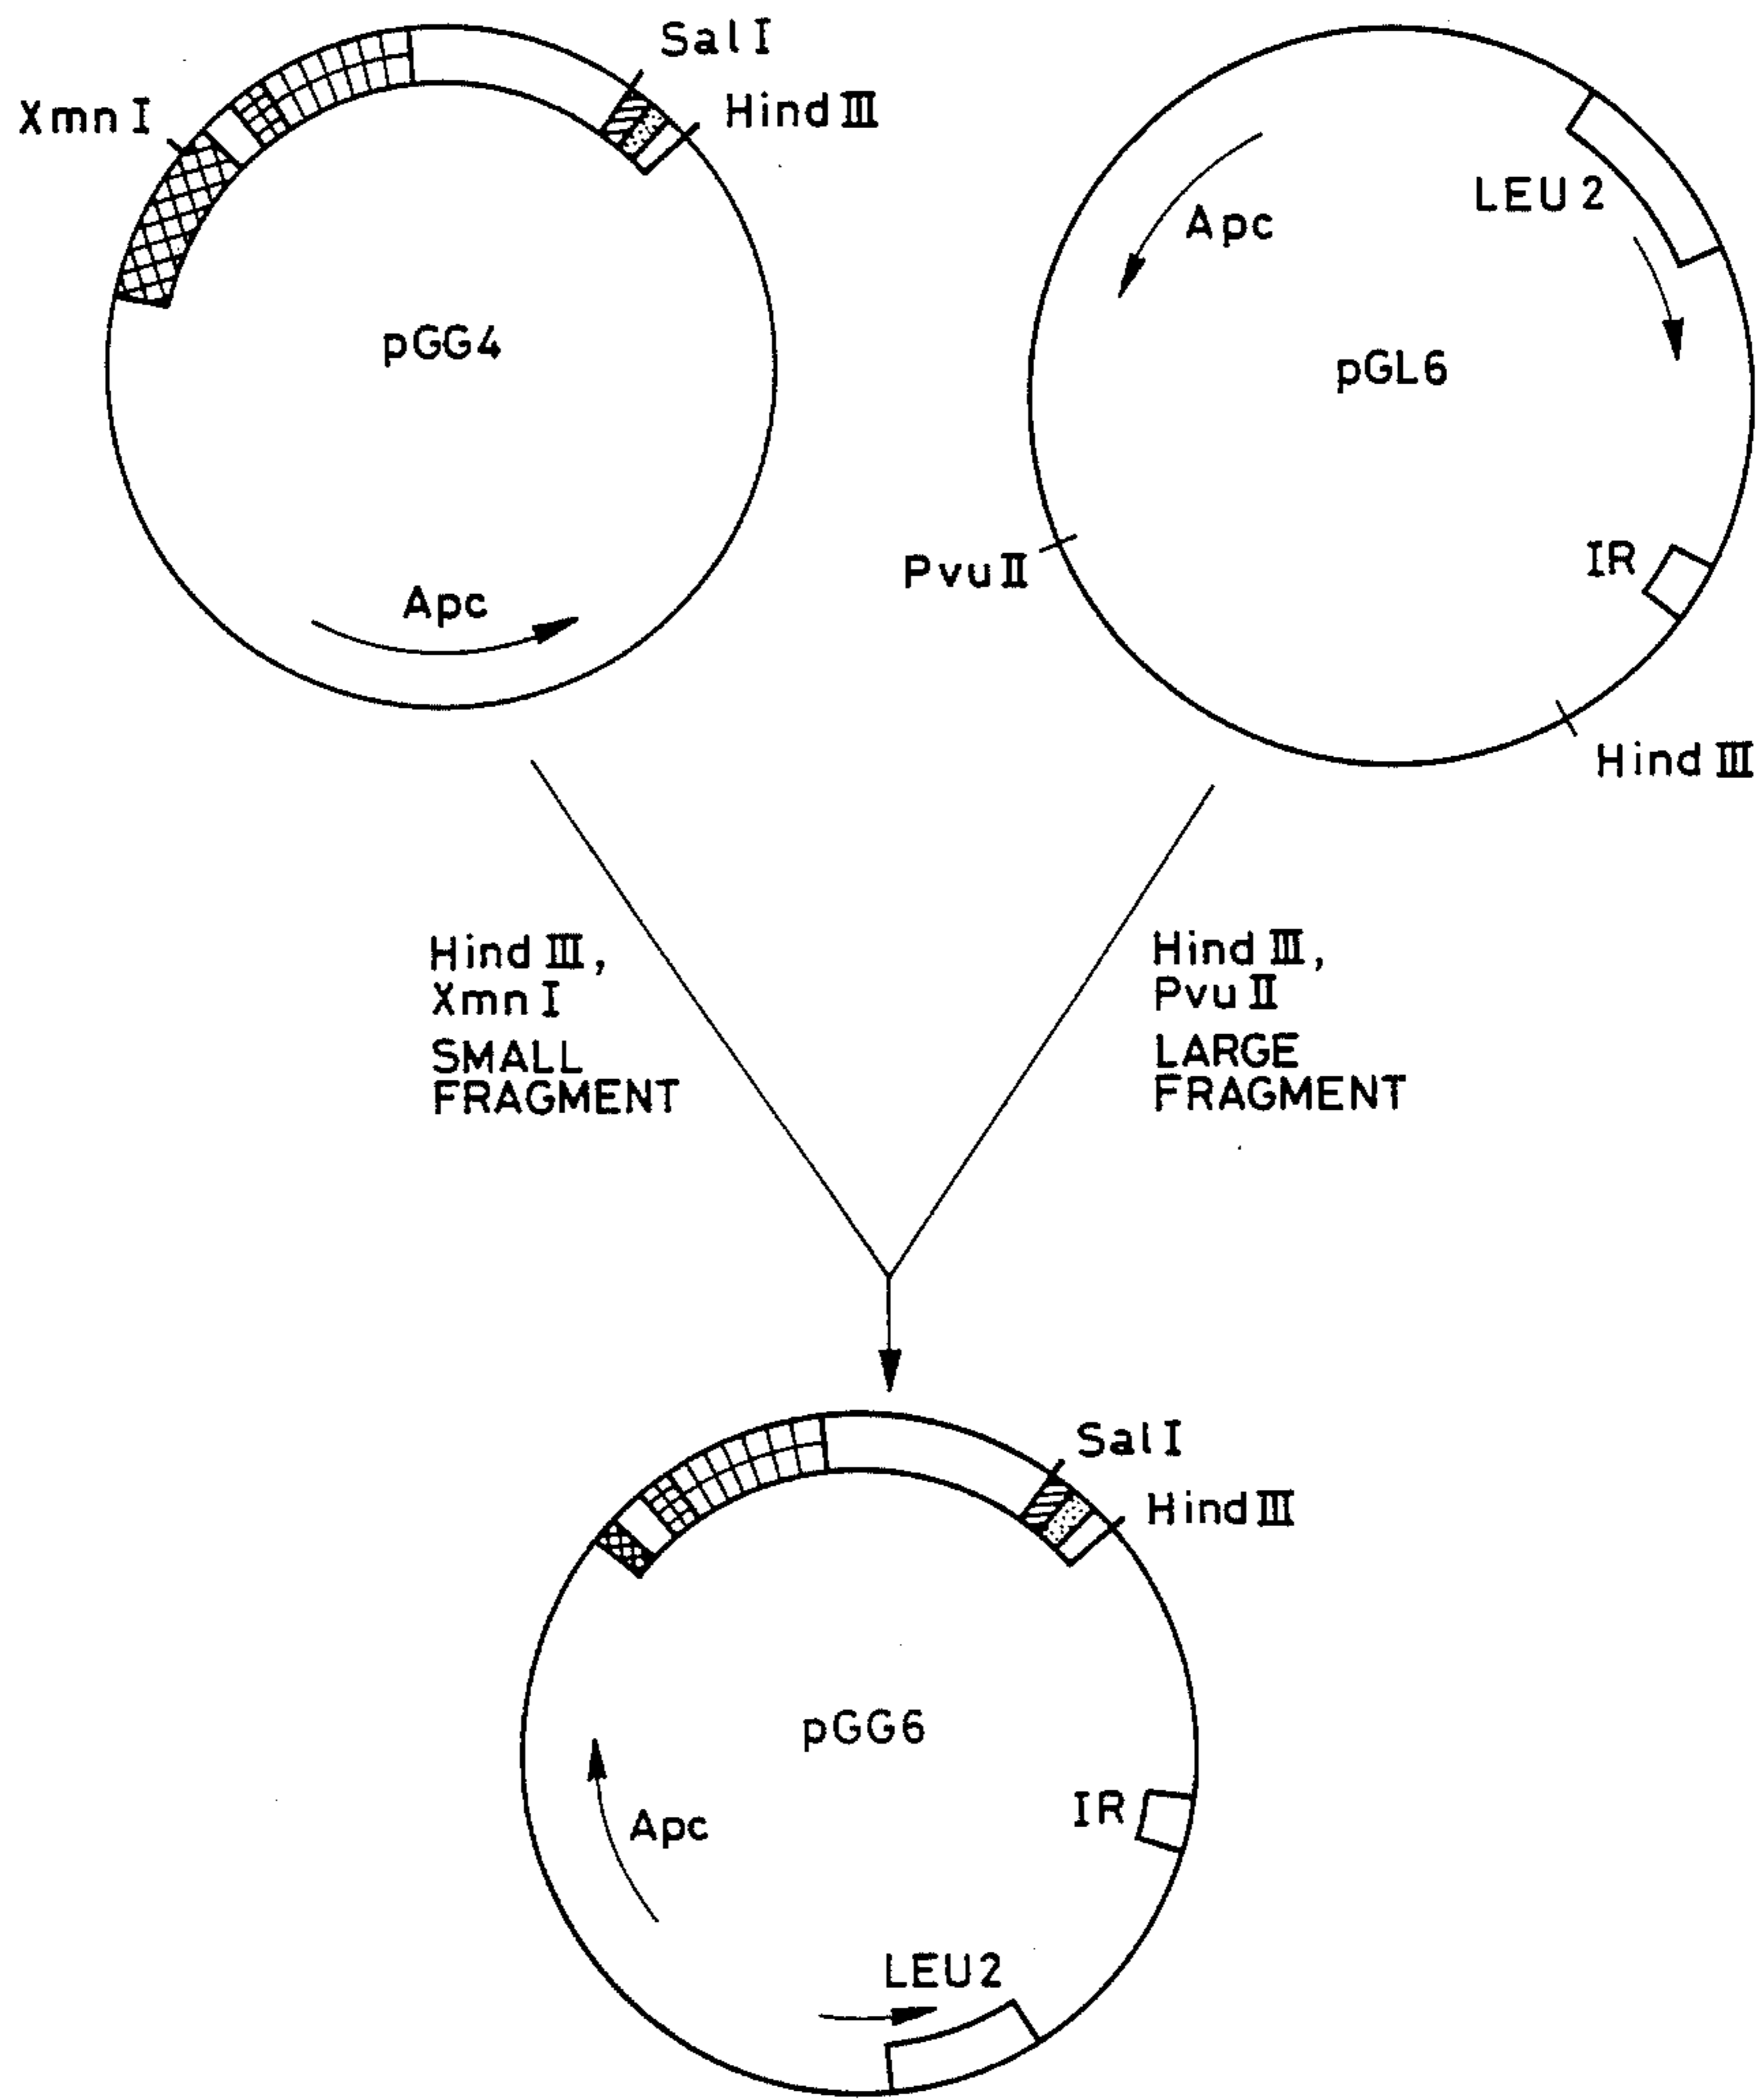 Sal I
Hind III
Xmn I
pGG4
Apc
LEU 2
Apc
pGL6
IR
Pvu II
Hind III
Hind III,
Xmn I
SMALL
FRAGMENT
Hind III,
Pvu II
LARGE
FRAGMENT
Sal I
Hind III
pGG6
IR
Apc
LEU2